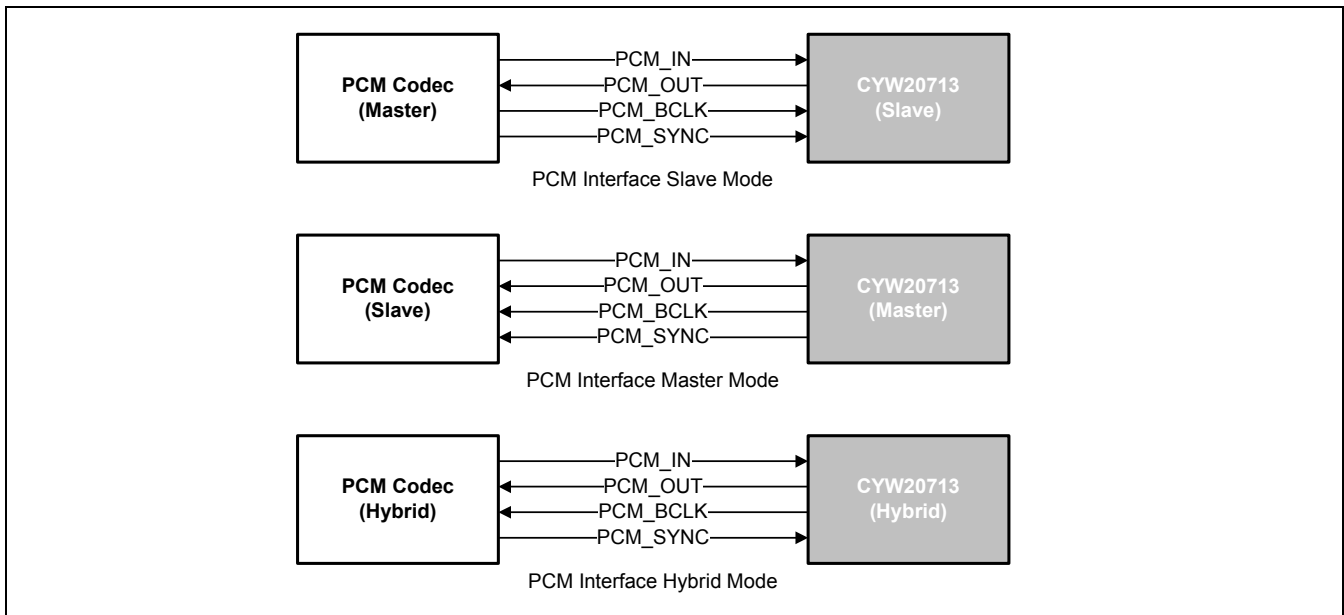 PCM Codec
(Master)
PCM_IN
PCM_OUT
PCM_BCLK
PCM_SYNC
CYW20713
(Slave)
PCM Interface Slave Mode
PCM Codec
(Slave)
PCM_IN
PCM_OUT
PCM_BCLK
PCM_SYNC
CYW20713
(Master)
PCM Interface Master Mode
PCM Codec
(Hybrid)
PCM_IN
PCM_OUT
PCM_BCLK
PCM_SYNC
CYW20713
(Hybrid)
PCM Interface Hybrid Mode